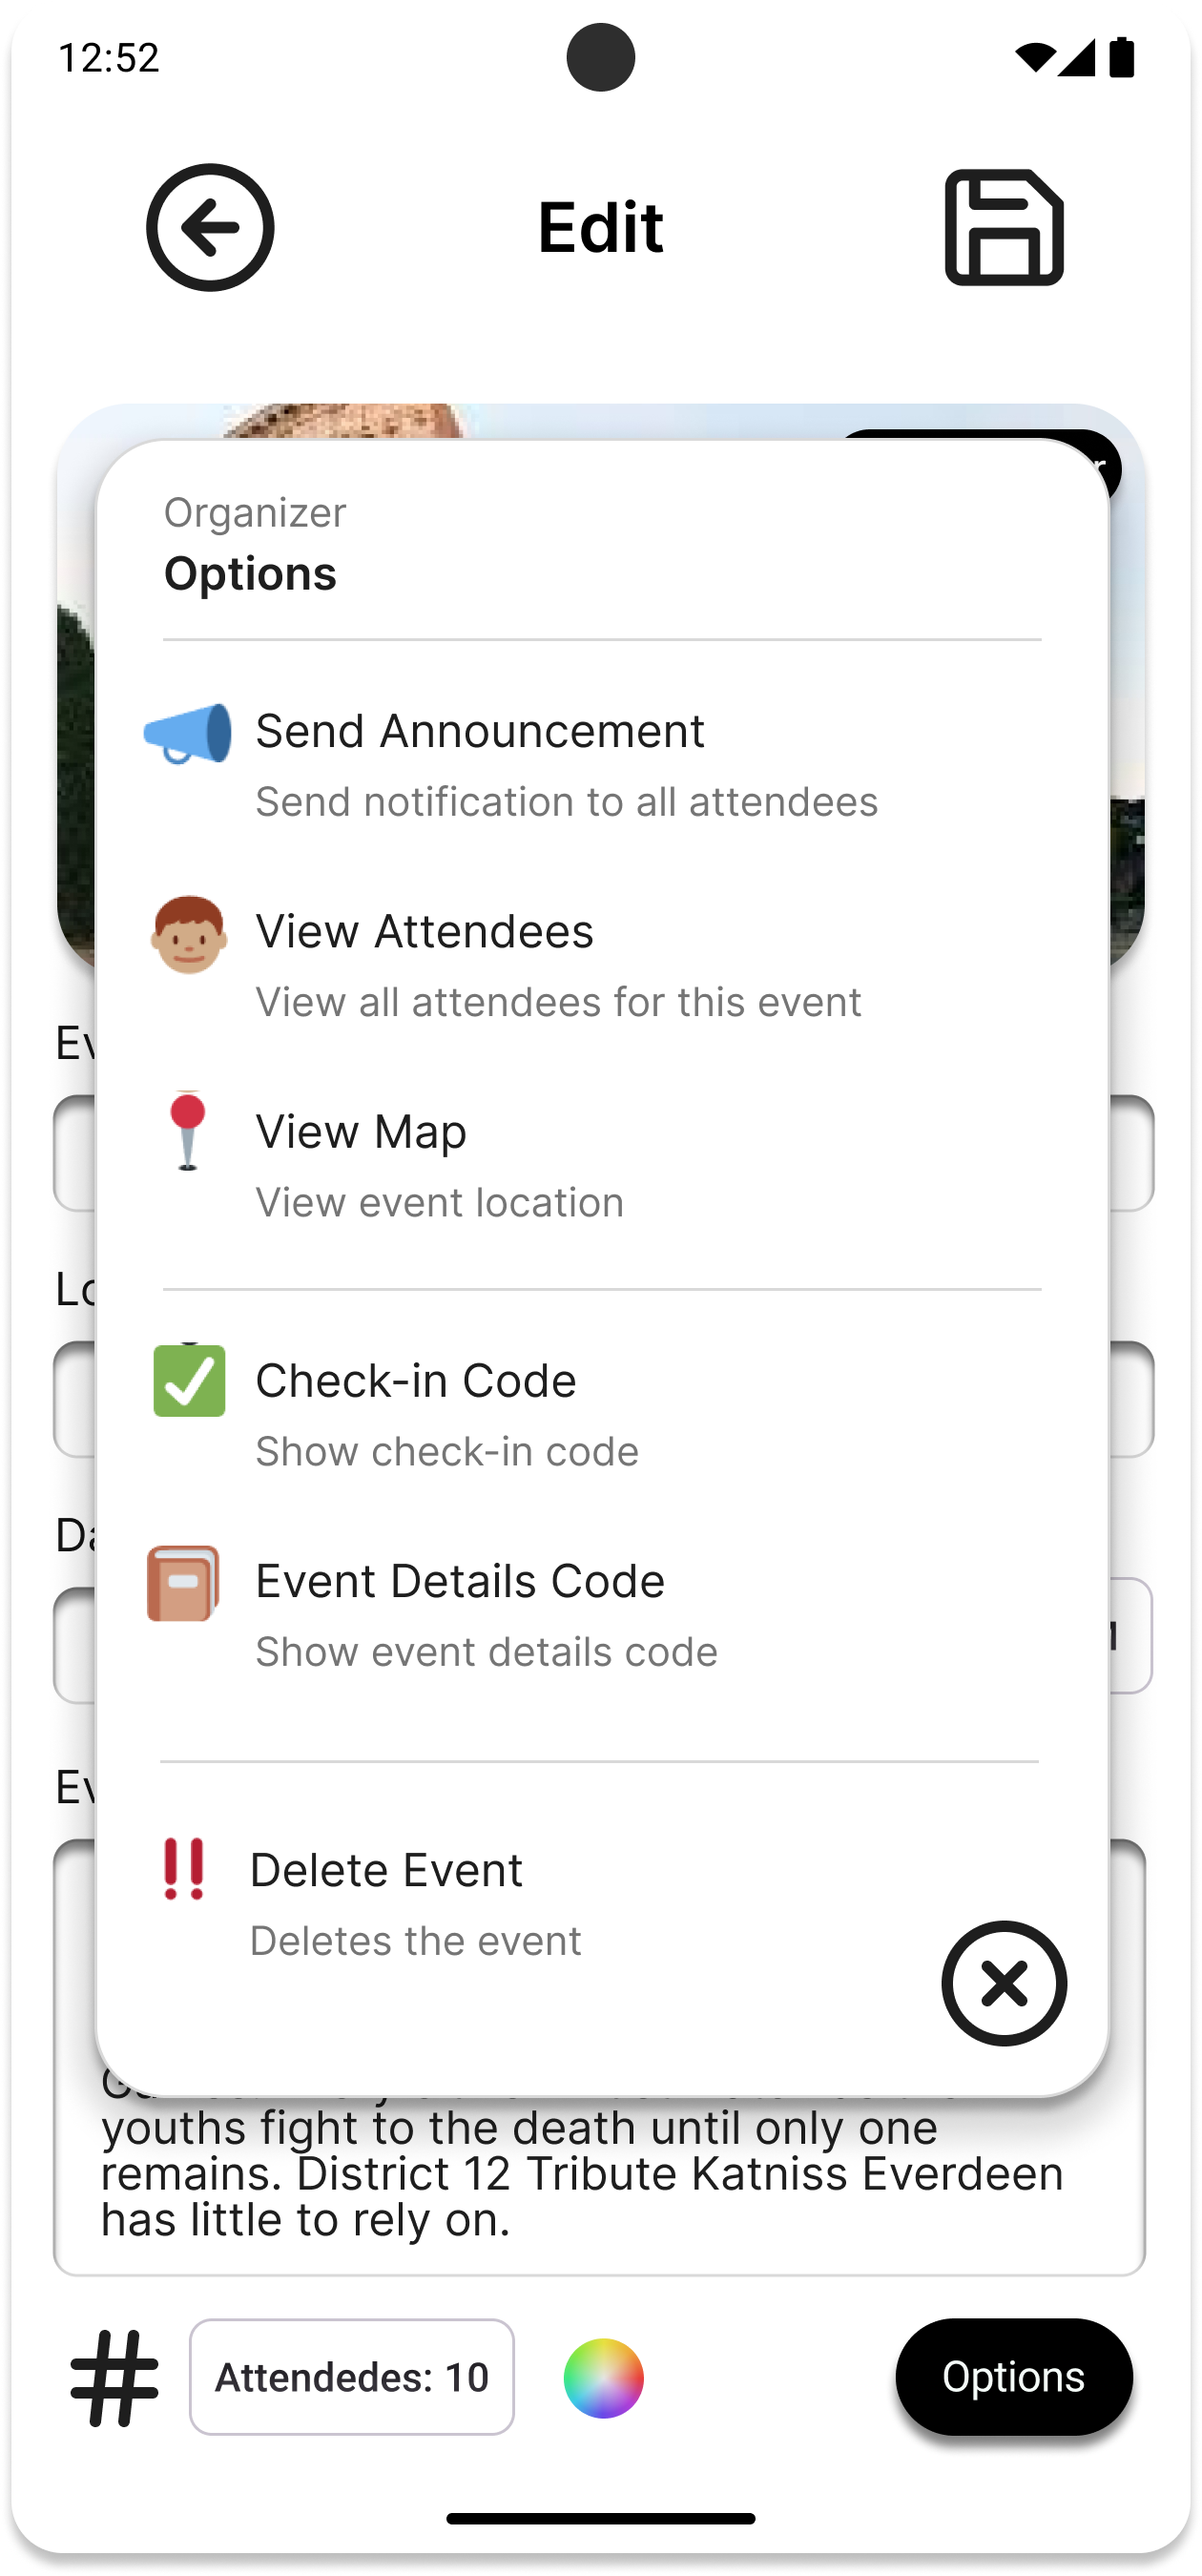 12:52
Edit
Organizer
Options
Send Announcement
Send notification to all attendees
View Attendees
View all attendees for this event
View Map
View event location
Check-in Code
Show check-in code
Event Details Code
Show event details code
Delete Event
Deletes the event
youths fight to the death until only one
remains. District 12 Tribute Katniss Everdeen
has little to rely on.
Attendedes: 10
Options